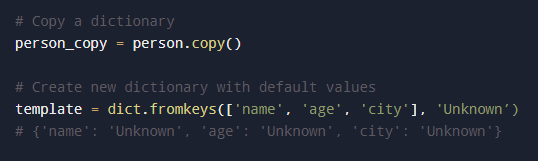 # Copy a dictionary
person_copy = person.copy()
# Create new dictionary with default values
template = dict.fromkeys(['name', 'age', 'city'], 'Unknown’)
# {'name': 'Unknown', 'age': 'Unknown', 'city': 'Unknown'}